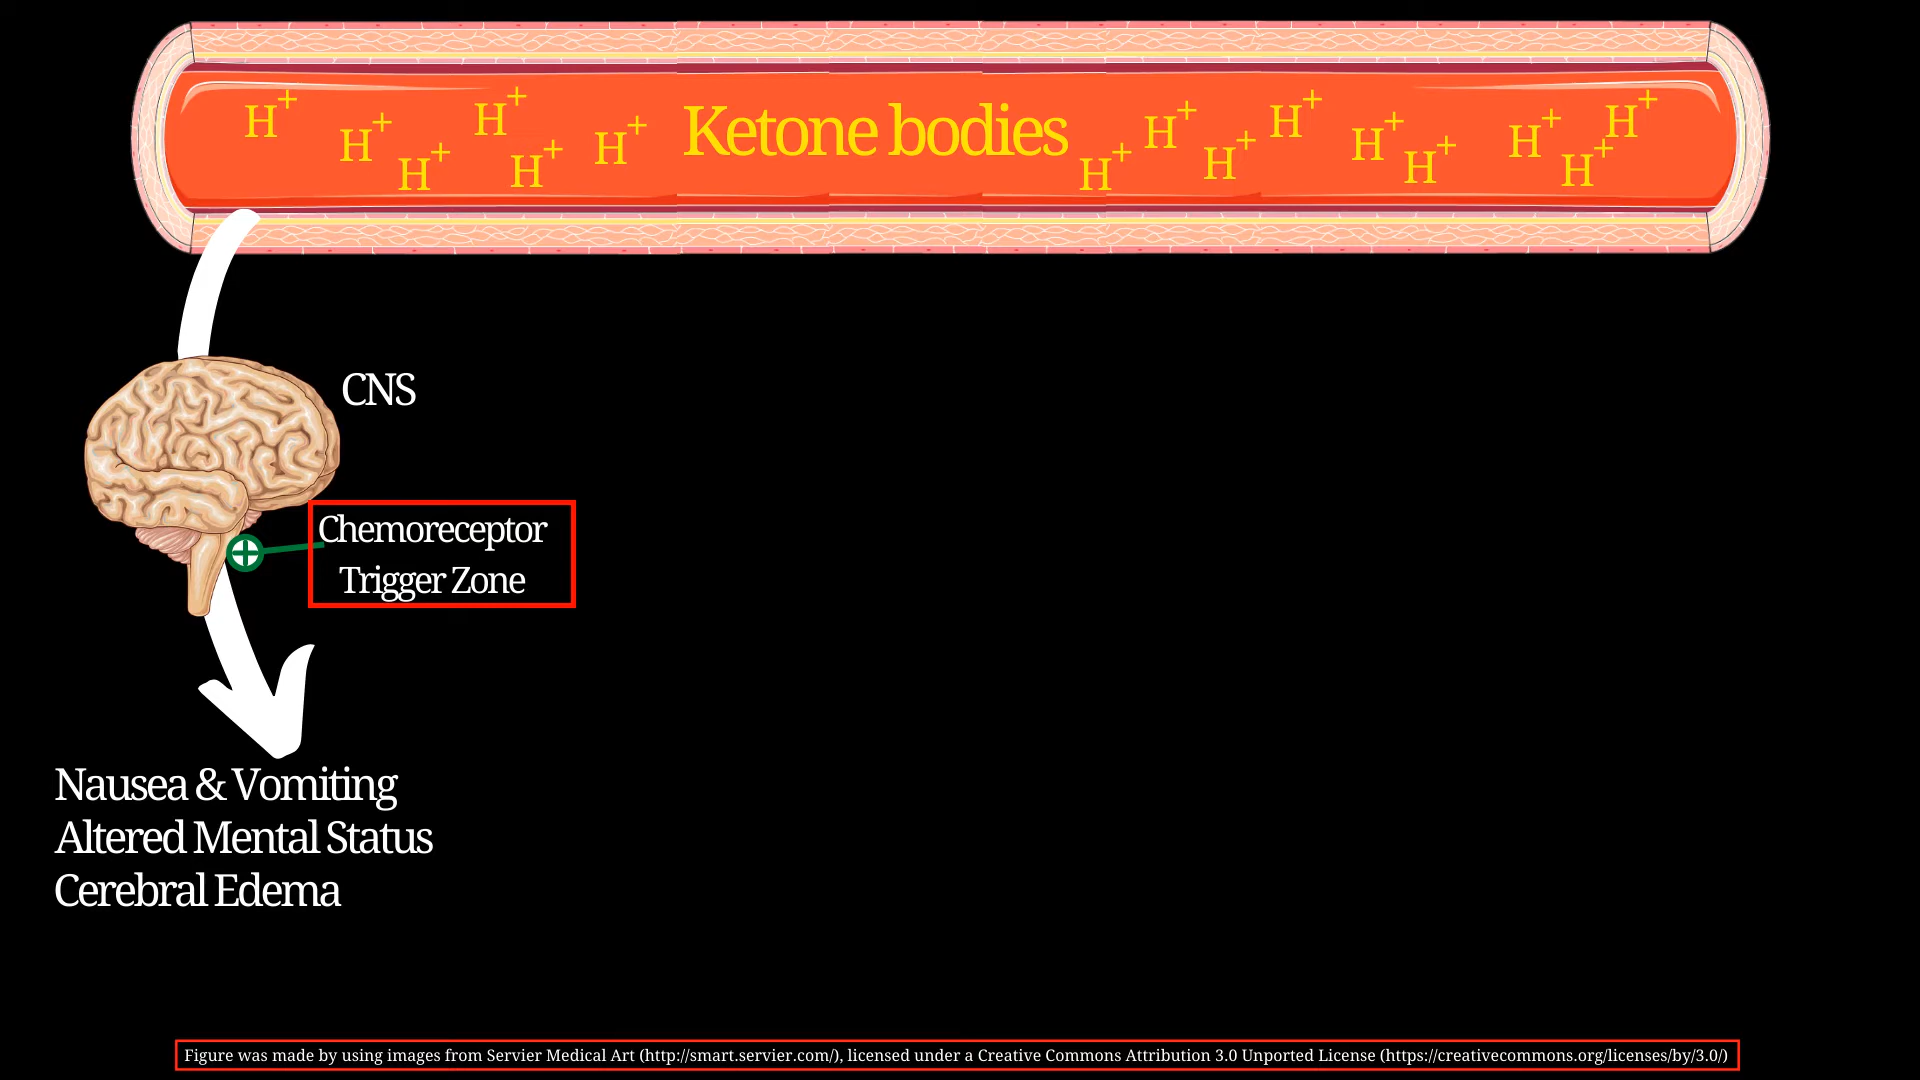 H+ H+ H+ H+ H+ H+ Ketone bodies H+ H+ H+ H+ H+ H+ H+ H+ H+
CNS
Chemoreceptor
Trigger Zone
Nausea & Vomiting
Altered Mental Status
Cerebral Edema
Figure was made by using images from Servier Medical Art (http://smart.servier.com/), licensed under a Creative Commons Attribution 3.0 Unported License (https://creativecommons.org/licenses/by/3.0/)